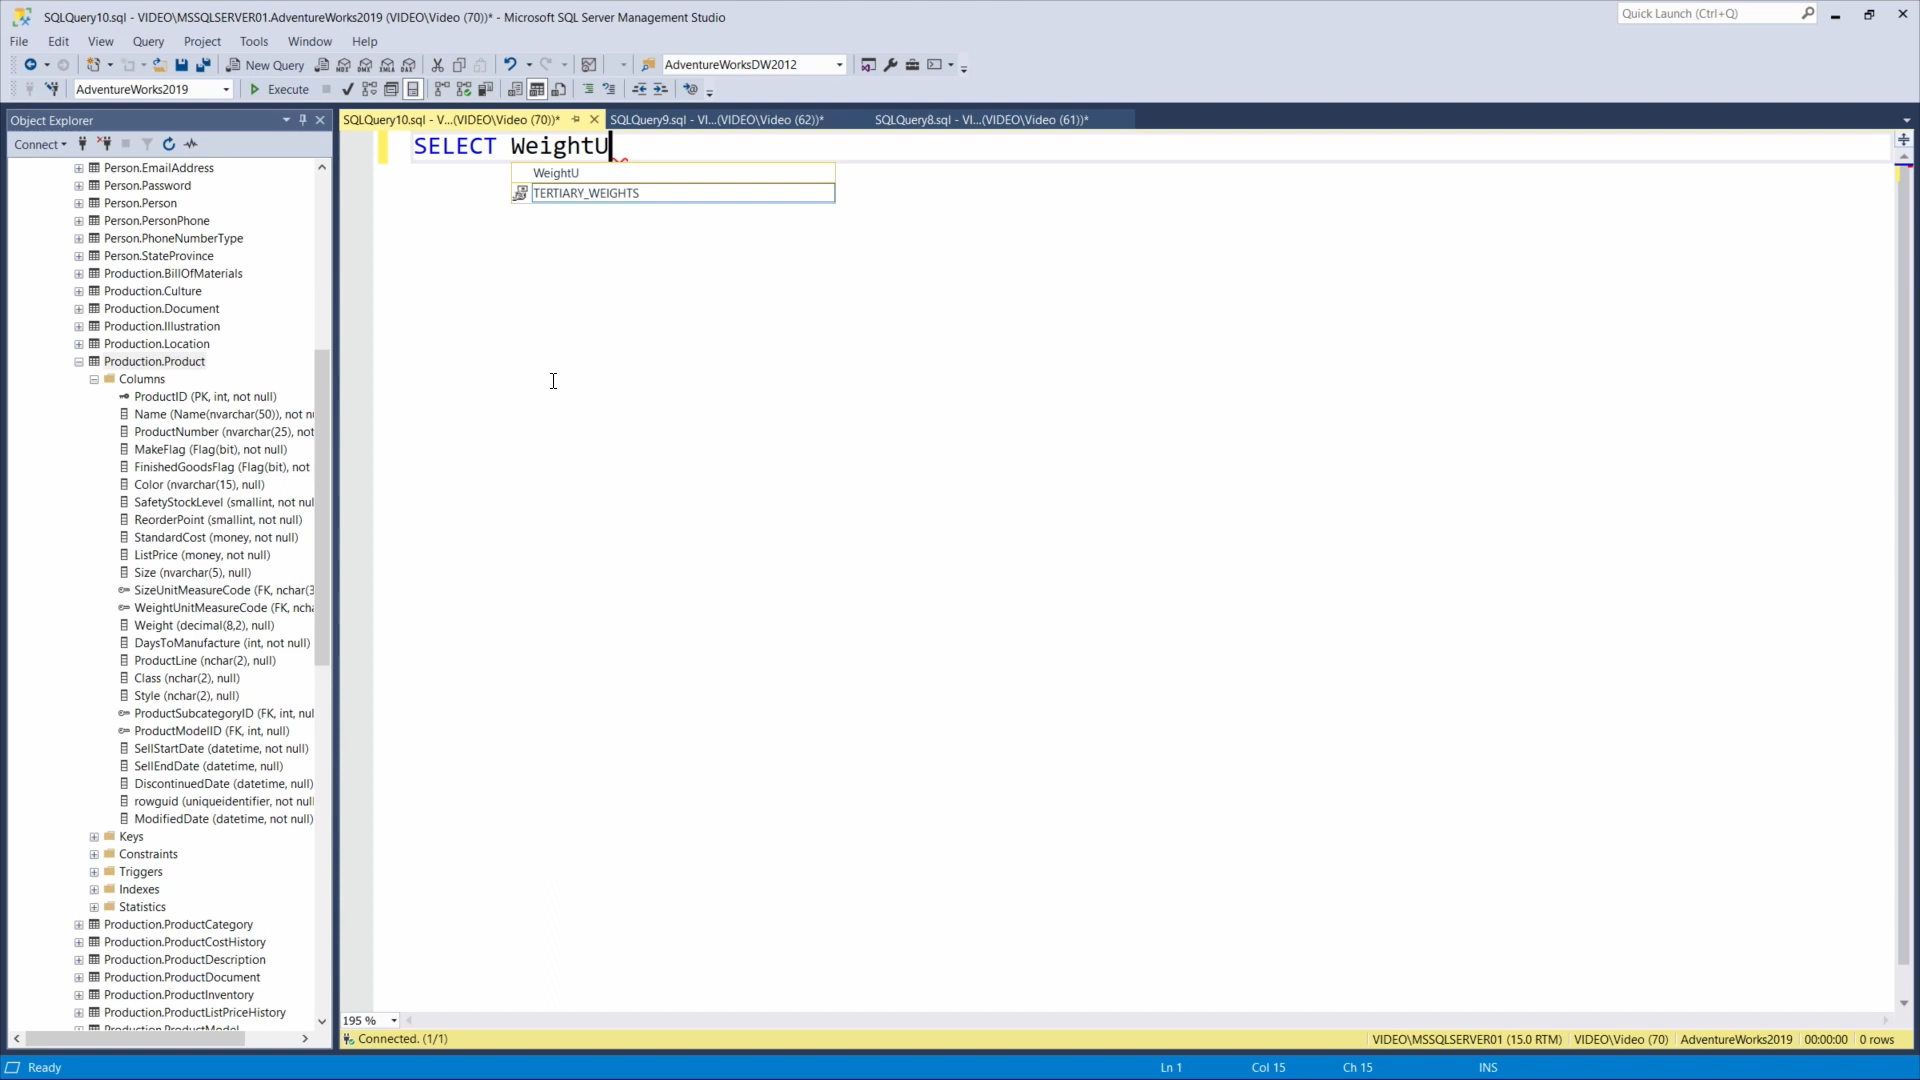 SQLQuery10.sql - VIDEO\MSSQLSERVER01.AdventureWorks2019 (VIDEO\Video (70))* - Microsoft SQL Server Management Studio
Quick Launch (Ctrl+Q)
File Edit View Query Project Tools Window Help
New Query
AdventureWorksDW2012
AdventureWorks2019
Execute
Object Explorer
SQLQuery10.sql - V...(VIDEO\Video (70))*
SQLQuery9.sql - VI...(VIDEO\Video (62))*
SQLQuery8.sql - VI...(VIDEO\Video (61))*
Connect
SELECT WeightU
WeightU
TERTIARY_WEIGHTS
Person.EmailAddress
Person.Password
Person.Person
Person.PersonPhone
Person.PhoneNumberType
Person.StateProvince
Production.BillOfMaterials
Production.Culture
Production.Document
Production.Illustration
Production.Location
Production.Product
Columns
ProductID (PK, int, not null)
Name (Name(nvarchar(50)), not n
ProductNumber (nvarchar(25), not
MakeFlag (Flag(bit), not null)
FinishedGoodsFlag (Flag(bit), not
Color (nvarchar(15), null)
SafetyStockLevel (smallint, not nul
ReorderPoint (smallint, not null)
StandardCost (money, not null)
ListPrice (money, not null)
Size (nvarchar(5), null)
SizeUnitMeasureCode (FK, nchar(3
WeightUnitMeasureCode (FK, ncha
Weight (decimal(8,2), null)
DaysToManufacture (int, not null)
ProductLine (nchar(2), null)
Class (nchar(2), null)
Style (nchar(2), null)
ProductSubcategoryID (FK, int, nul
ProductModelID (FK, int, null)
SellStartDate (datetime, not null)
SellEndDate (datetime, null)
DiscontinuedDate (datetime, null)
rowguid (uniqueidentifier, not null
ModifiedDate (datetime, not null)
Keys
Constraints
Triggers
Indexes
Statistics
Production.ProductCategory
Production.ProductCostHistory
Production.ProductDescription
Production.ProductDocument
Production.ProductInventory
Production.ProductListPriceHistory
Production.ProductModel
195 %
Connected. (1/1)
VIDEO\MSSQLSERVER01 (15.0 RTM) VIDEO\Video (70) AdventureWorks2019 00:00:00 0 rows
Ready
Ln 1 Col 15 Ch 15 INS